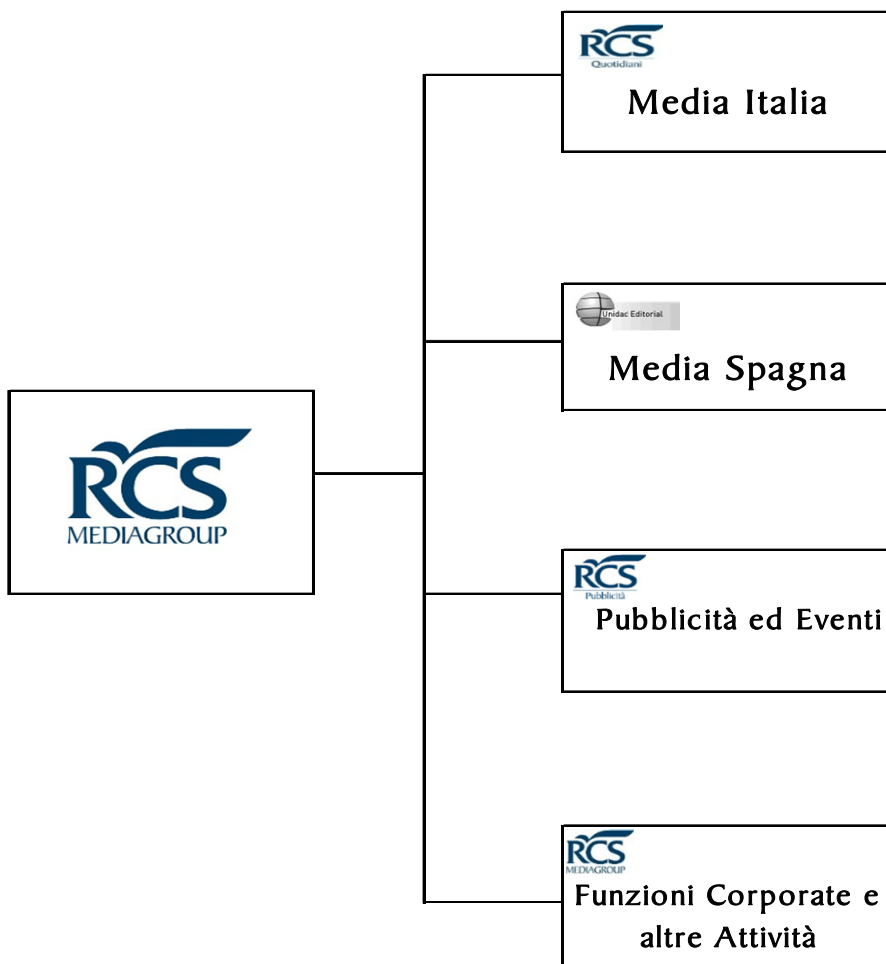 RCS
Quotidiani
Media Italia
Unidac Editorial
Media Spagna
RCS
MEDIAGROUP
RCS
Pubblicità
Pubblicità ed Eventi
RCS
MEDIAGROUP
Funzioni Corporate e
altre Attività